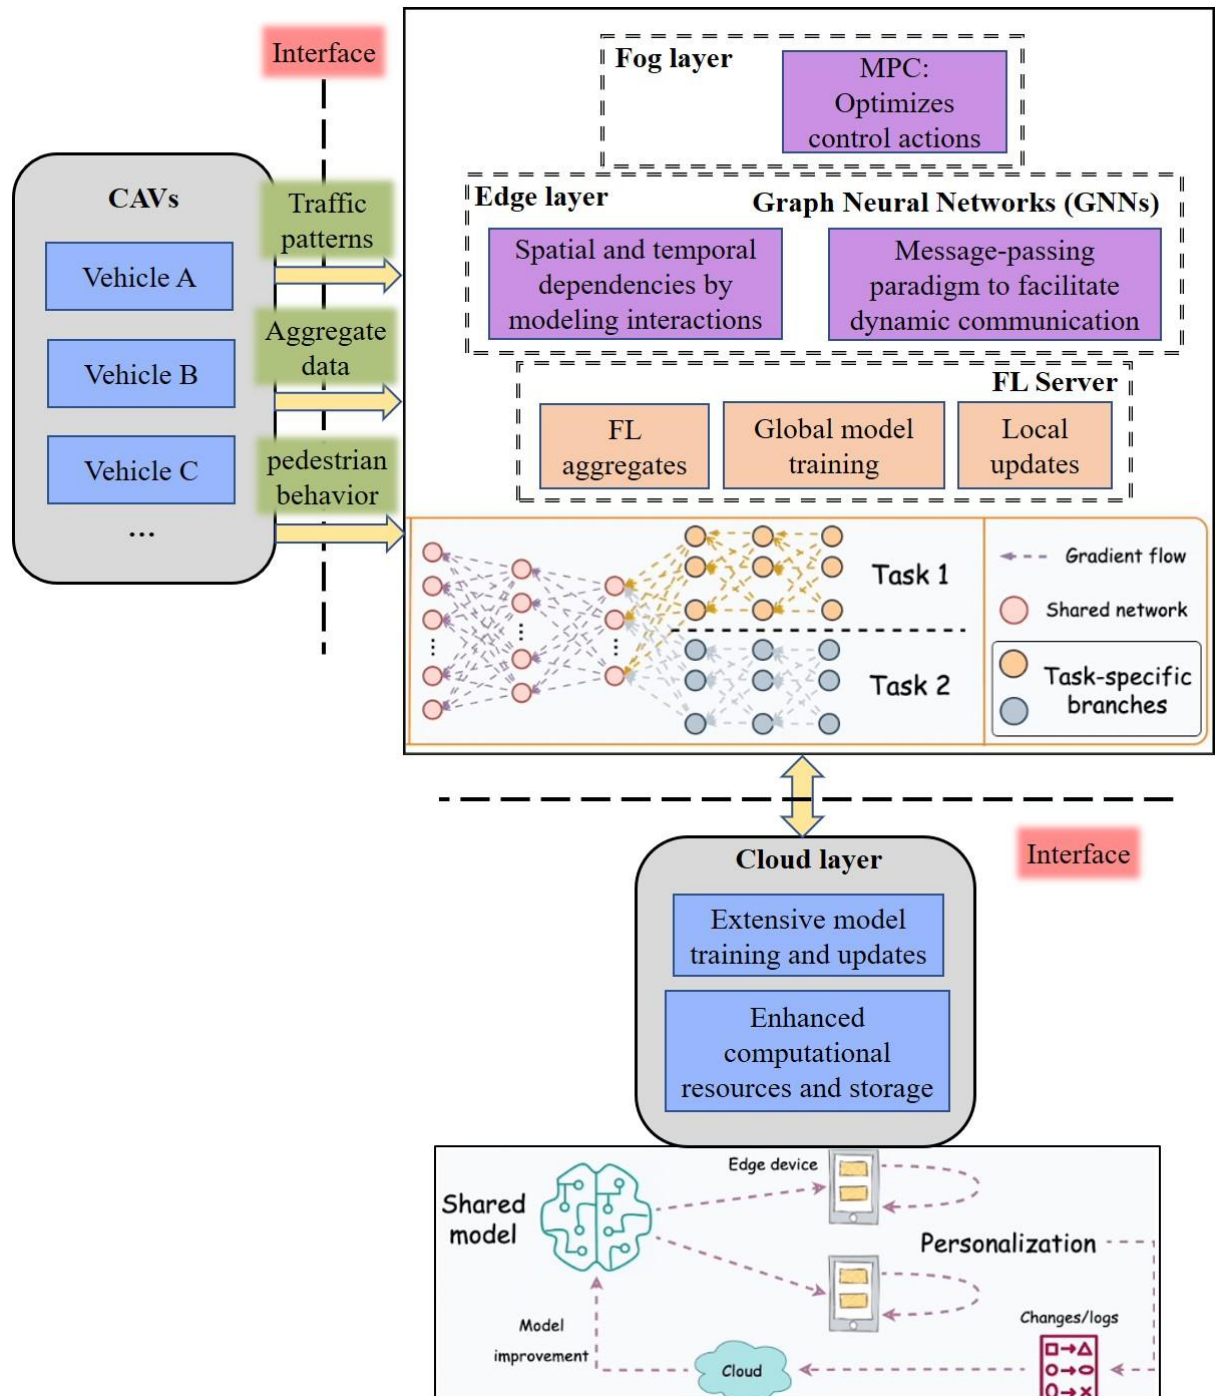 Interface
CAVs
Vehicle A
Vehicle B
Vehicle C
...
Traffic
patterns
Aggregate
data
pedestrian
behavior
Fog layer
MPC:
Optimizes
control actions
Edge layer
Graph Neural Networks (GNNs)
Spatial and temporal
dependencies by
modeling interactions
Message-passing
paradigm to facilitate
dynamic communication
FL Server
FL
aggregates
Global model
training
Local
updates
Task 1
Task 2
Gradient flow
Shared network
Task-specific
branches
Interface
Cloud layer
Extensive model
training and updates
Enhanced
computational
resources and storage
Shared
model
Edge device
Personalization
Model
improvement
Cloud
Changes/logs